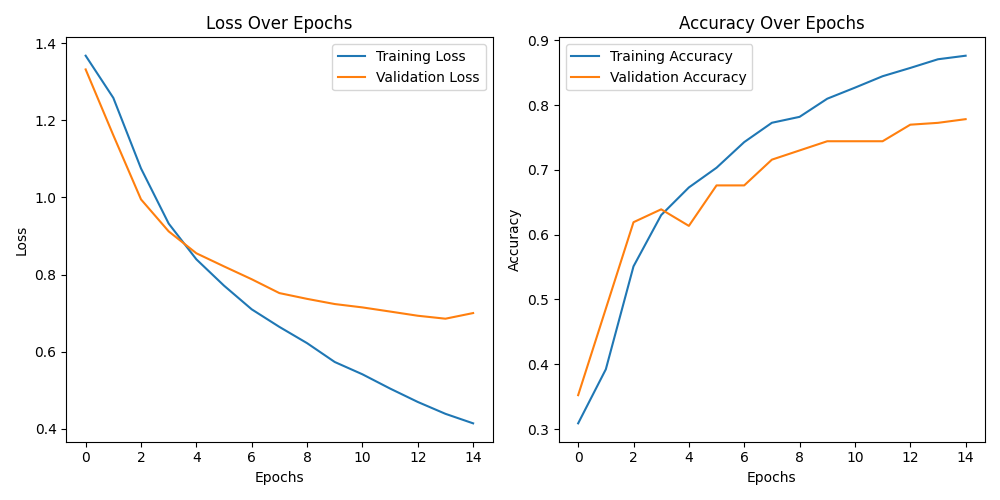 Loss Over Epochs
Training Loss
Validation Loss
1.4
1.2
1.0
0.8
0.6
0.4
Loss
0 2 4 6 8 10 12 14
Epochs
Accuracy Over Epochs
Training Accuracy
Validation Accuracy
0.9
0.8
0.7
0.6
0.5
0.4
0.3
Accuracy
0 2 4 6 8 10 12 14
Epochs